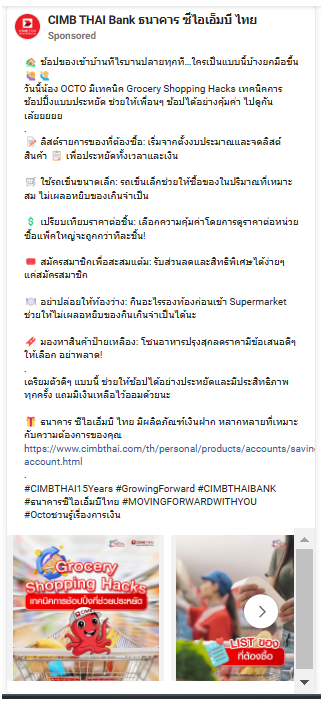 CIMB THAI Bank ธนาคาร ซีไอเอ็มบี ไทย
Sponsored
🏡 ช้อปของเข้าบ้านทีไรบานปลายทุกที...ใครเป็นแบบนี้บ้างยกมือขึ้น
🙋 🙋
วันนี้น้อง OCTO มีเทคนิค Grocery Shopping Hacks เทคนิคการ
ช้อปปิ้งแบบประหยัด ช่วยให้เพื่อนๆ ช้อปได้อย่างคุ้มค่า ไปดูกัน
เล้ยยยยย
.
📝 ลิสต์รายการของที่ต้องซื้อ: เริ่มจากตั้งงบประมาณและจดลิสต์
สินค้า 📋 เพื่อประหยัดทั้งเวลาและเงิน
🛒 ใช้รถเข็นขนาดเล็ก: รถเข็นเล็กช่วยให้ซื้อของในปริมาณที่เหมาะ
สม ไม่เผลอหยิบของจนเกินจำเป็น
💲 เปรียบเทียบราคาต่อชิ้น: เลือกความคุ้มค่าโดยการดูราคาต่อหน่วย
ซื้อแพ็คใหญ่จะถูกกว่าทีละชิ้น!
🎟️ สมัครสมาชิกเพื่อสะสมแต้ม: รับส่วนลดและสิทธิพิเศษได้ง่ายๆ
แค่สมัครสมาชิก
🍽️ อย่าปล่อยให้ท้องว่าง: กินอะไรรองท้องก่อนเข้า Supermarket
ช่วยให้ไม่เผลอหยิบของกินเกินจำเป็นได้นะ
🏷️ มองหาสินค้าป้ายเหลือง: โซนอาหารปรุงสุกลดราคามีข้อเสนอดีๆ
ให้เลือก อย่าพลาด!
.
เตรียมตัวดีๆ แบบนี้ ช่วยให้ช้อปได้อย่างประหยัดและมีประสิทธิภาพ
ทุกครั้ง แถมมีเงินเหลือไว้ออมด้วยนะ
.
🎁 ธนาคาร ซีไอเอ็มบี ไทย มีผลิตภัณฑ์เงินฝาก หลากหลายที่เหมาะ
กับความต้องการของคุณ
https://www.cimbthai.com/th/personal/products/accounts/savin
account.html
.
#CIMBTHAI15Years #GrowingForward #CIMBTHAIBANK
#ธนาคารซีไอเอ็มบีไทย #MOVINGFORWARDWITHYOU
#Octoชวนรู้เรื่องการเงิน
Grocery
Shopping Hacks
เทคนิคการช้อปปิ้งที่ช่วยประหยัด
LIST ของ
ที่ต้องซื้อ